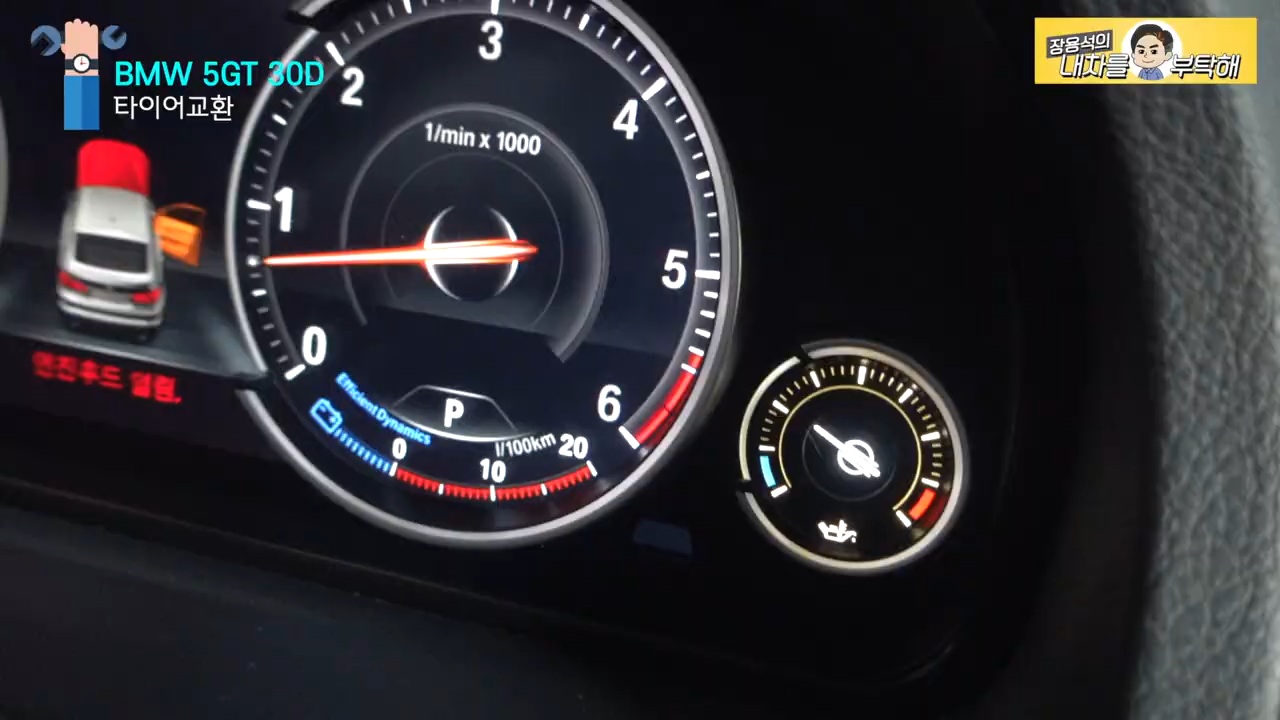 BMW 5GT 30D
타이어교환
장용석의
내차를 부탁해
엔진후드 열림.
0
1
2
3
4
5
6
1/min x 1000
P
Efficient Dynamics
l/100km
0
10
20